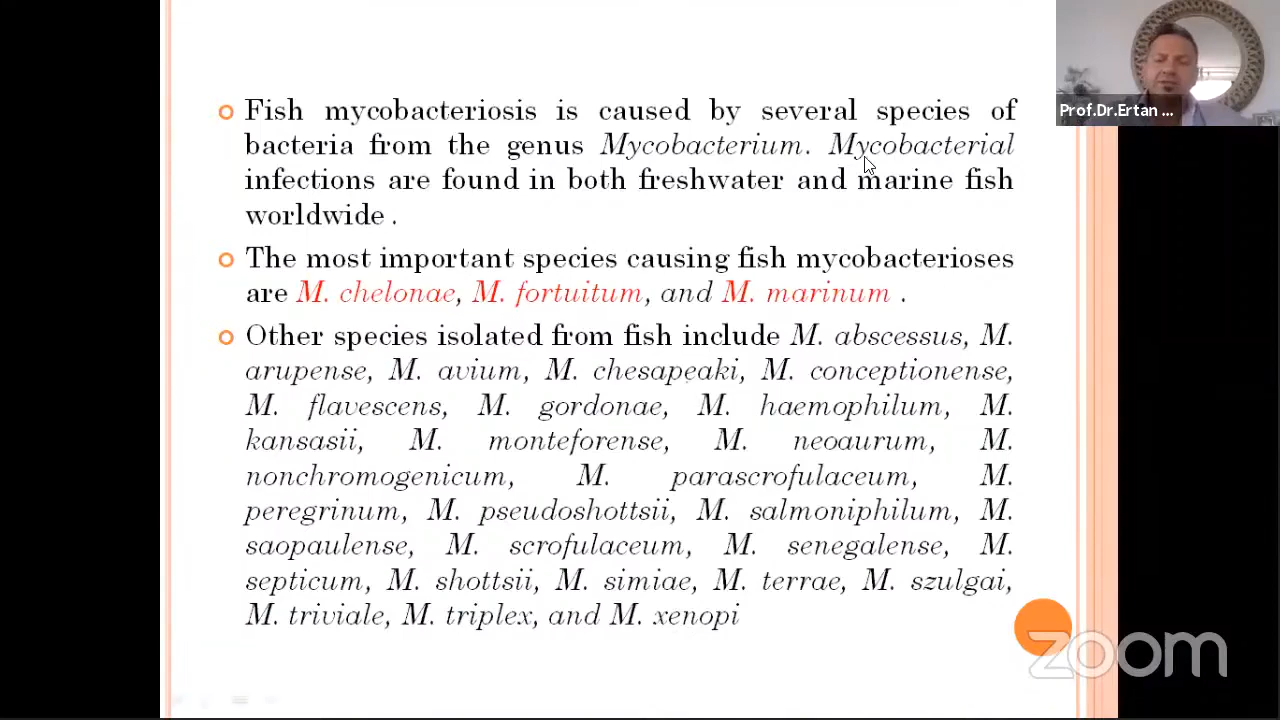 Prof.Dr.Ertan ...
Fish mycobacteriosis is caused by several species of
bacteria from the genus Mycobacterium. Mycobacterial
infections are found in both freshwater and marine fish
worldwide .
The most important species causing fish mycobacterioses
are M. chelonae, M. fortuitum, and M. marinum .
Other species isolated from fish include M. abscessus, M.
arupense, M. avium, M. chesapeaki, M. conceptionense,
M. flavescens, M. gordonae, M. haemophilum, M.
kansasii, M. monteforense, M. neoaurum, M.
nonchromogenicum, M. parascrofulaceum, M.
peregrinum, M. pseudoshottsii, M. salmoniphilum, M.
saopaulense, M. scrofulaceum, M. senegalense, M.
septicum, M. shottsii, M. simiae, M. terrae, M. szulgai,
M. triviale, M. triplex, and M. xenopi
zoom